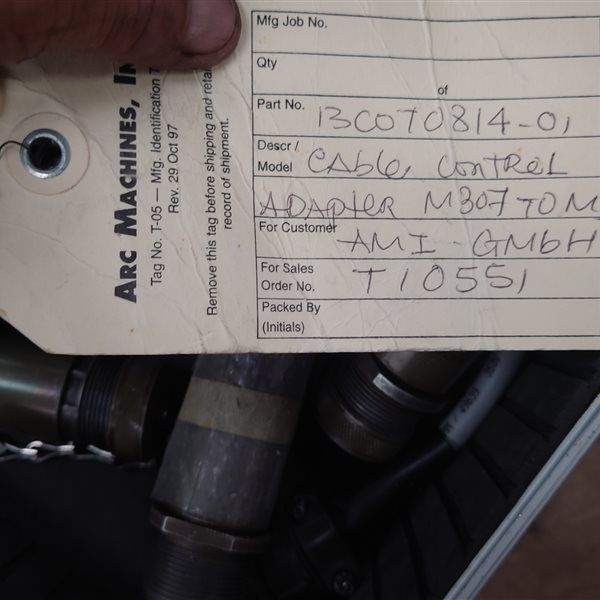 Mfg Job No.
Qty
of
Part No. 13C070814-01
Descr / Model CABLE, CONTROL
ADAPTER M307 TO M
For Customer AMI - GMbH
For Sales Order No. T10551
Packed By (Initials)
ARC MACHINES, IN
Tag No. T-05 — Mfg. Identification T
Rev. 29 Oct 97
Remove this tag before shipping and retai
record of shipment.